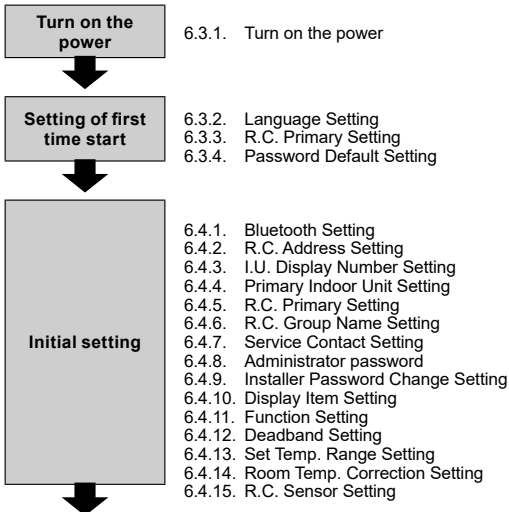 Turn on the
power
6.3.1. Turn on the power
Setting of first
time start
6.3.2. Language Setting
6.3.3. R.C. Primary Setting
6.3.4. Password Default Setting
Initial setting
6.4.1. Bluetooth Setting
6.4.2. R.C. Address Setting
6.4.3. I.U. Display Number Setting
6.4.4. Primary Indoor Unit Setting
6.4.5. R.C. Primary Setting
6.4.6. R.C. Group Name Setting
6.4.7. Service Contact Setting
6.4.8. Administrator password
6.4.9. Installer Password Change Setting
6.4.10. Display Item Setting
6.4.11. Function Setting
6.4.12. Deadband Setting
6.4.13. Set Temp. Range Setting
6.4.14. Room Temp. Correction Setting
6.4.15. R.C. Sensor Setting